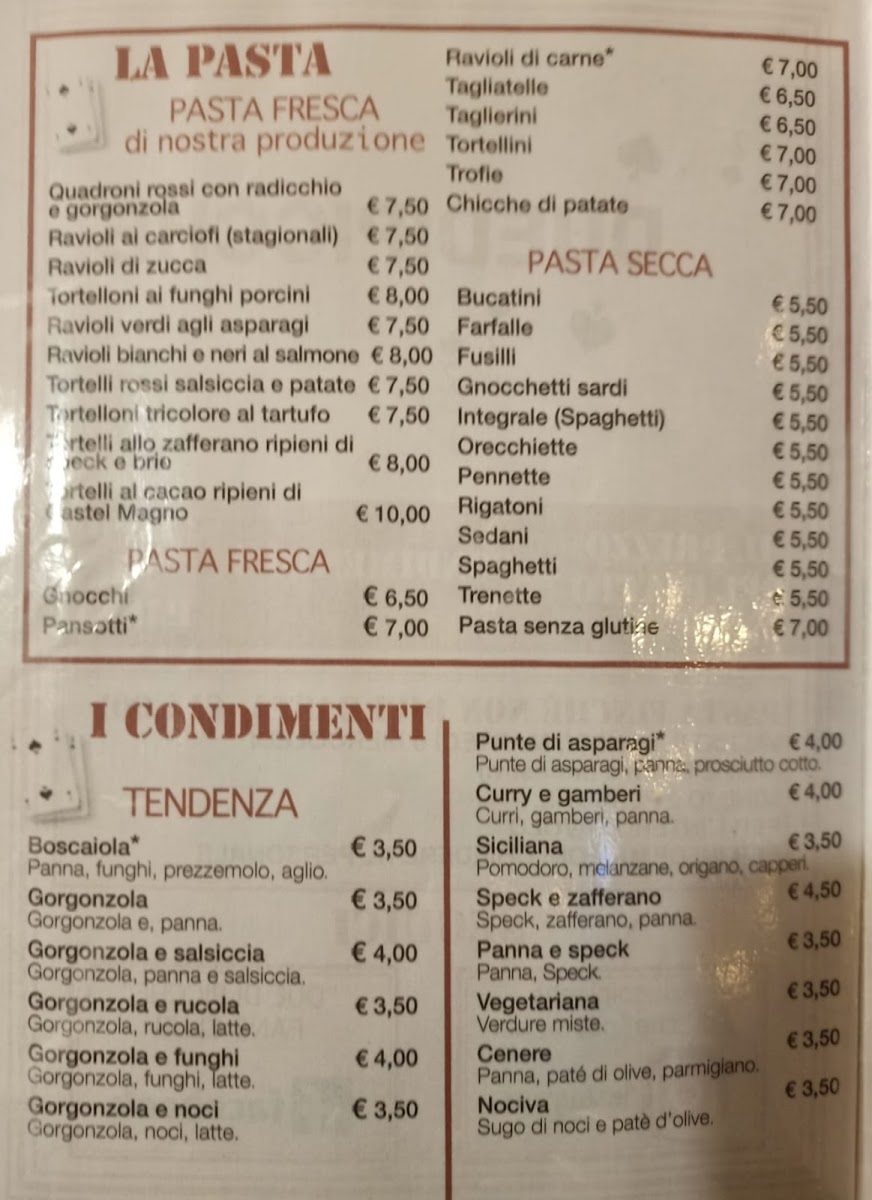 LA PASTA
PASTA FRESCA
di nostra produzione
Quadroni rossi con radicchio
e gorgonzola € 7,50
Ravioli ai carciofi (stagionali) € 7,50
Ravioli di zucca € 7,50
Tortelloni ai funghi porcini € 8,00
Ravioli verdi agli asparagi € 7,50
Ravioli bianchi e neri al salmone € 8,00
Tortelli rossi salsiccia e patate € 7,50
Tortelloni tricolore al tartufo € 7,50
Tortelli allo zafferano ripieni di
speck e brie € 8,00
Tortelli al cacao ripieni di
Castel Magno € 10,00
PASTA FRESCA
Gnocchi € 6,50
Pansotti* € 7,00
Ravioli di carne* € 7,00
Tagliatelle € 6,50
Taglierini € 6,50
Tortellini € 7,00
Trofie € 7,00
Chicche di patate € 7,00
PASTA SECCA
Bucatini € 5,50
Farfalle € 5,50
Fusilli € 5,50
Gnocchetti sardi € 5,50
Integrale (Spaghetti) € 5,50
Orecchiette € 5,50
Pennette € 5,50
Rigatoni € 5,50
Sedani € 5,50
Spaghetti € 5,50
Trenette € 5,50
Pasta senza glutine € 7,00
I CONDIMENTI
TENDENZA
Boscaiola* € 3,50
Panna, funghi, prezzemolo, aglio.
Gorgonzola € 3,50
Gorgonzola e, panna.
Gorgonzola e salsiccia € 4,00
Gorgonzola, panna e salsiccia.
Gorgonzola e rucola € 3,50
Gorgonzola, rucola, latte.
Gorgonzola e funghi € 4,00
Gorgonzola, funghi, latte.
Gorgonzola e noci € 3,50
Gorgonzola, noci, latte.
Punte di asparagi* € 4,00
Punte di asparagi, panna, prosciutto cotto.
Curry e gamberi € 4,00
Curri, gamberi, panna.
Siciliana € 3,50
Pomodoro, melanzane, origano, capperi.
Speck e zafferano € 4,50
Speck, zafferano, panna.
Panna e speck € 3,50
Panna, Speck.
Vegetariana € 3,50
Verdure miste.
Cenere € 3,50
Panna, paté di olive, parmigiano.
Nociva € 3,50
Sugo di noci e patè d'olive.